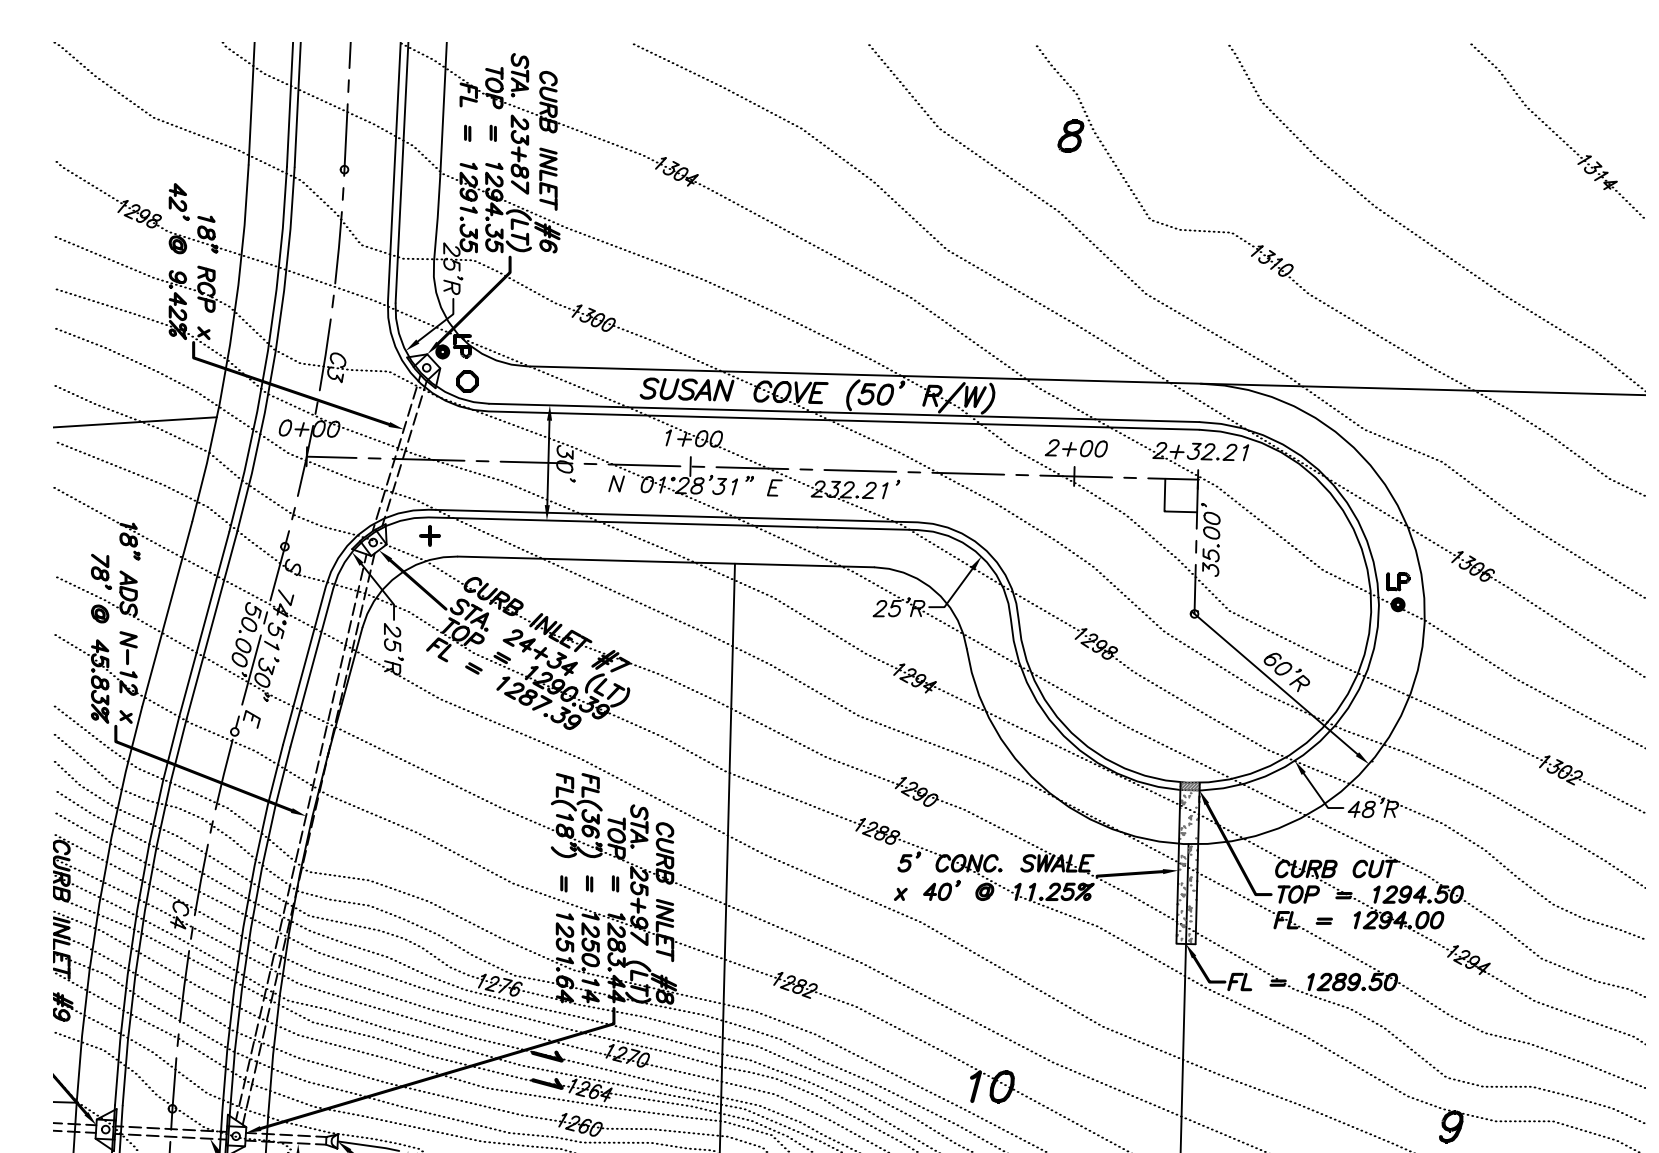 CURB INLET #6
STA. 23+87 (LT)
TOP = 1294.35
FL = 1291.35
25'R
8
1304
1314
1298
18" RCP x
42' @ 9.42%
1310
1300
LP
C3
SUSAN COVE (50' R/W)
0+00
1+00
2+00
2+32.21
30'
N 01°28'31" E 232.21'
35.00'
18" ADS N-12 x
78' @ 45.83%
S 74°51'30" E
50.00'
CURB INLET #7
STA. 24+34 (LT)
TOP = 1290.39
FL = 1287.39
25'R
25'R
1306
LP
1298
1294
60'R
1302
1290
1288
48'R
5' CONC. SWALE
x 40' @ 11.25%
CURB CUT
TOP = 1294.50
FL = 1294.00
1294
FL = 1289.50
CURB INLET #8
STA. 25+97 (LT)
TOP = 1283.44
FL(36") = 1250.14
FL(18") = 1251.64
CURB INLET #9
C4
1276
1282
1270
1264
1260
11
10
9